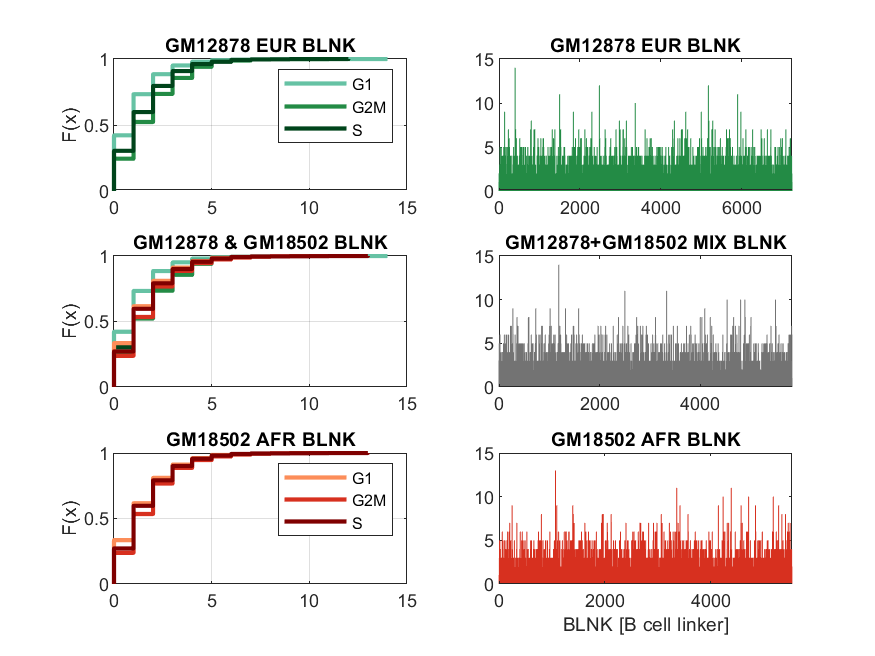 GM12878 EUR BLNK
1
0.5
0
F(x)
0 5 10 15
G1
G2M
S
GM12878 EUR BLNK
15
10
5
0
0 2000 4000 6000
GM12878 & GM18502 BLNK
1
0.5
0
F(x)
0 5 10 15
GM12878+GM18502 MIX BLNK
15
10
5
0
0 2000 4000
GM18502 AFR BLNK
1
0.5
0
F(x)
0 5 10 15
G1
G2M
S
GM18502 AFR BLNK
15
10
5
0
0 2000 4000
BLNK [B cell linker]